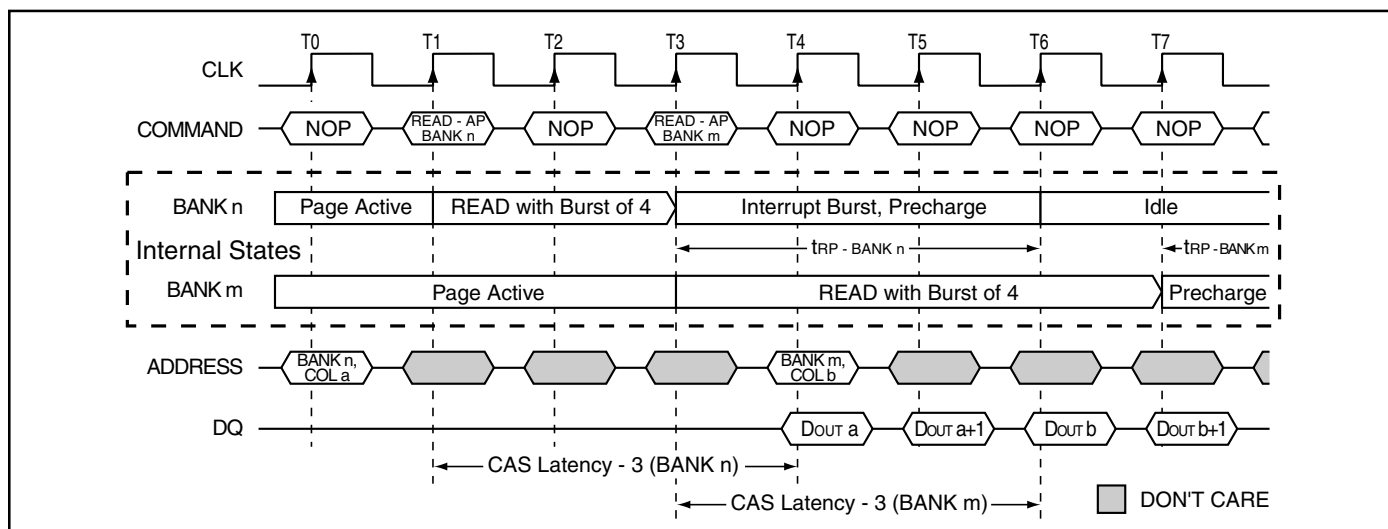 T0 T1 T2 T3 T4 T5 T6 T7
CLK
COMMAND NOP READ - AP BANK n NOP READ - AP BANK m NOP NOP NOP NOP
BANK n Page Active READ with Burst of 4 Interrupt Burst, Precharge Idle
Internal States tRP - BANK n tRP - BANK m
BANK m Page Active READ with Burst of 4 Precharge
ADDRESS BANK n, COL a BANK m, COL b
DQ DOUT a DOUT a+1 DOUT b DOUT b+1
CAS Latency - 3 (BANK n)
CAS Latency - 3 (BANK m) DON'T CARE